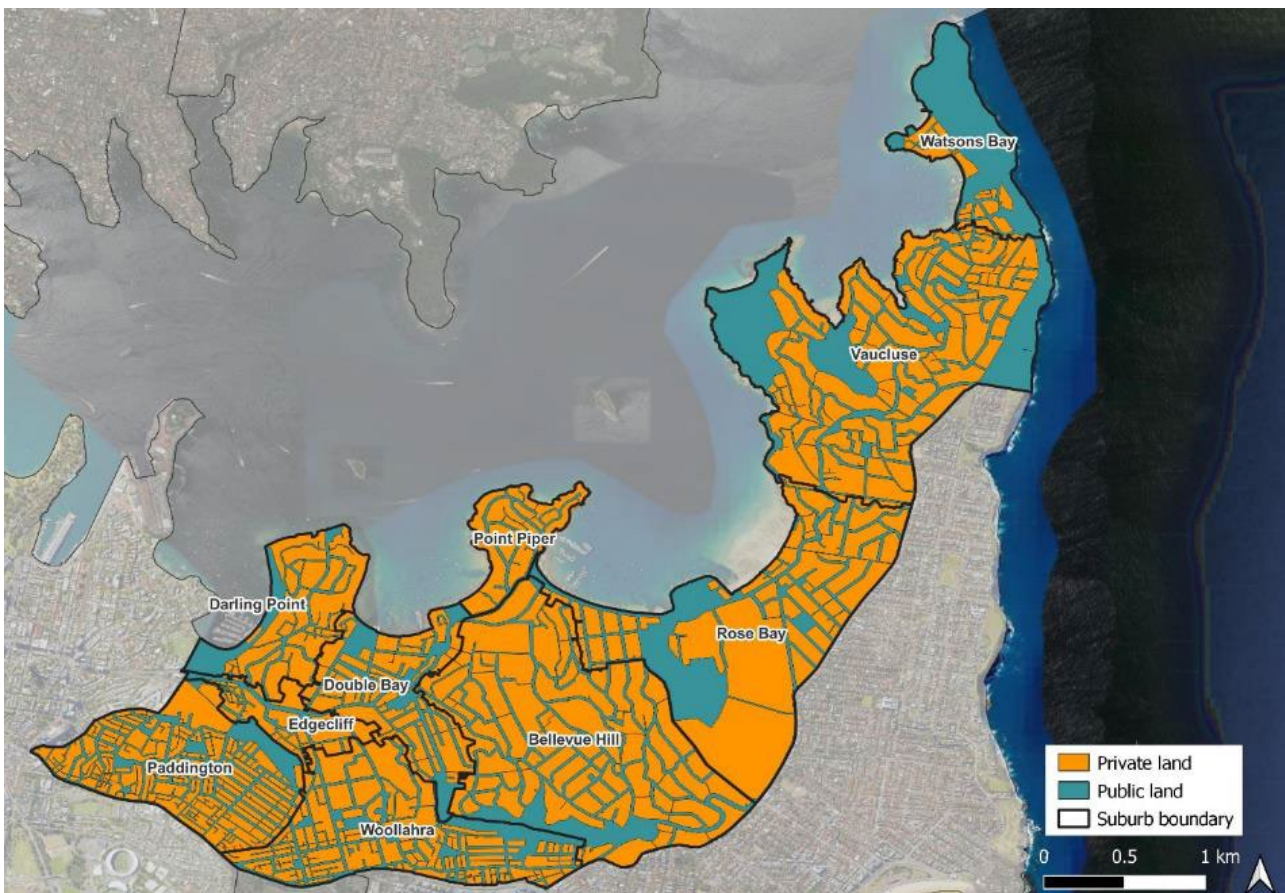 Watsons Bay
Vaucluse
Point Piper
Darling Point
Rose Bay
Double Bay
Edgecliff
Bellevue Hill
Paddington
Woollahra
Private land
Public land
Suburb boundary
0 0.5 1 km